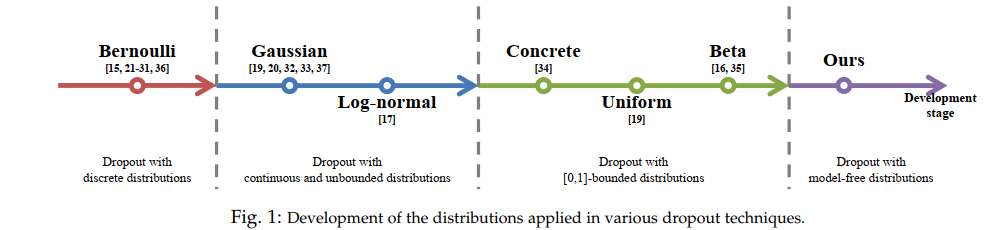 Bernoulli
[15, 21-31, 36]
Gaussian
[19, 20, 32, 33, 37]
Log-normal
[17]
Concrete
[34]
Uniform
[19]
Beta
[16, 35]
Ours
Development
stage
Dropout with
discrete distributions
Dropout with
continuous and unbounded distributions
Dropout with
[0,1]-bounded distributions
Dropout with
model-free distributions
Fig. 1: Development of the distributions applied in various dropout techniques.